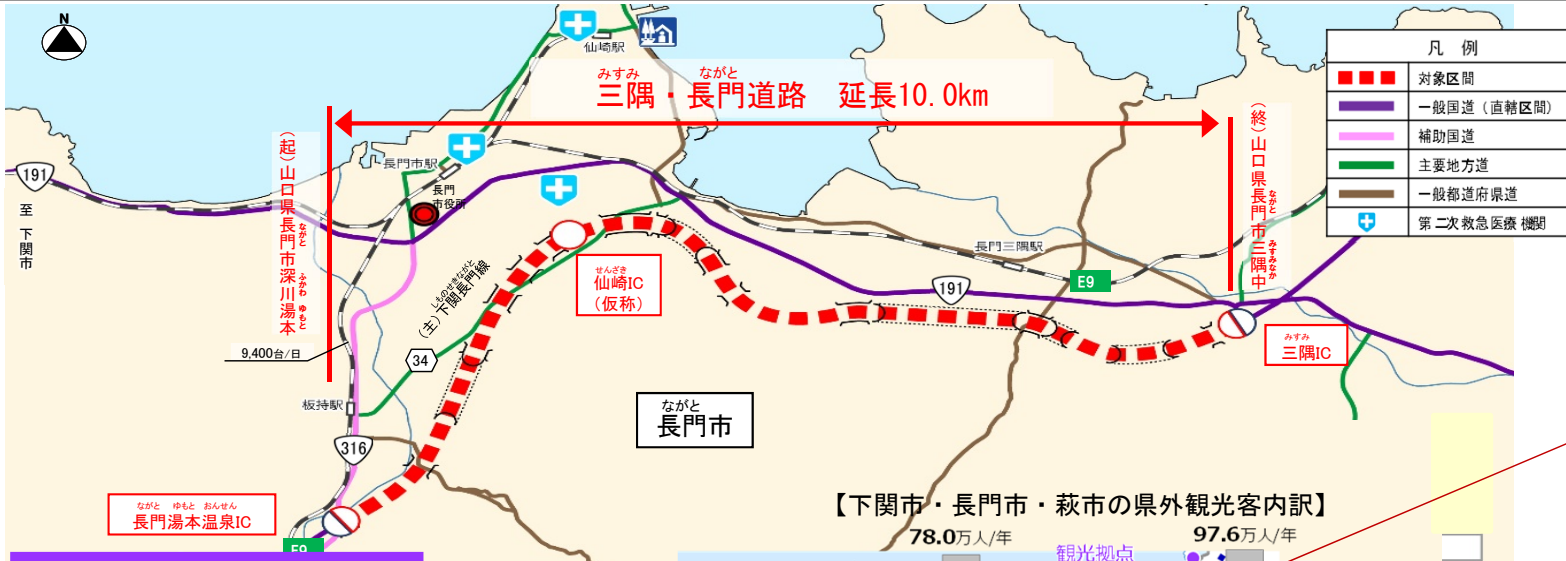 N
仙崎駅
みすみ ながと
三隅・長門道路 延長10.0km
凡 例
対象区間
一般国道（直轄区間）
補助国道
主要地方道
一般都道府県道
第二次救急医療機関
191
至 下関市
（起）山口県長門市深川湯本
ながと ふかわ ゆもと
長門市駅
長門
市役所
（終）山口県長門市三隅中
ながと みすみなか
長門三隅駅
E9
191
せんざき
仙崎IC
（仮称）
しものせきながと
（主）下関長門線
34
9,400台/日
みすみ
三隅IC
板持駅
316
ながと
長門市
ながと ゆもと おんせん
長門湯本温泉IC
E9
【下関市・長門市・萩市の県外観光客内訳】
78.0万人/年
97.6万人/年
観光拠点